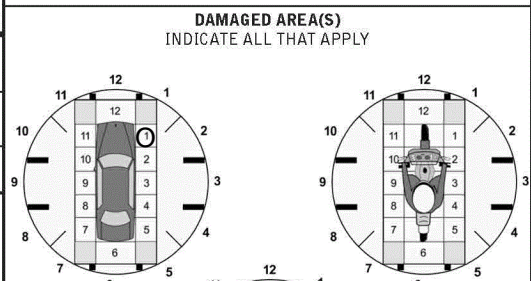 DAMAGED AREA(S)
INDICATE ALL THAT APPLY
12 12
11 1 11 1
12 12
10 11 1 2 10 11 1 2
10 2 10 2
9 9 3 3 9 9 3 3
8 4 8 4
8 7 5 4 8 7 5 4
6 6
7 5 7 5
12